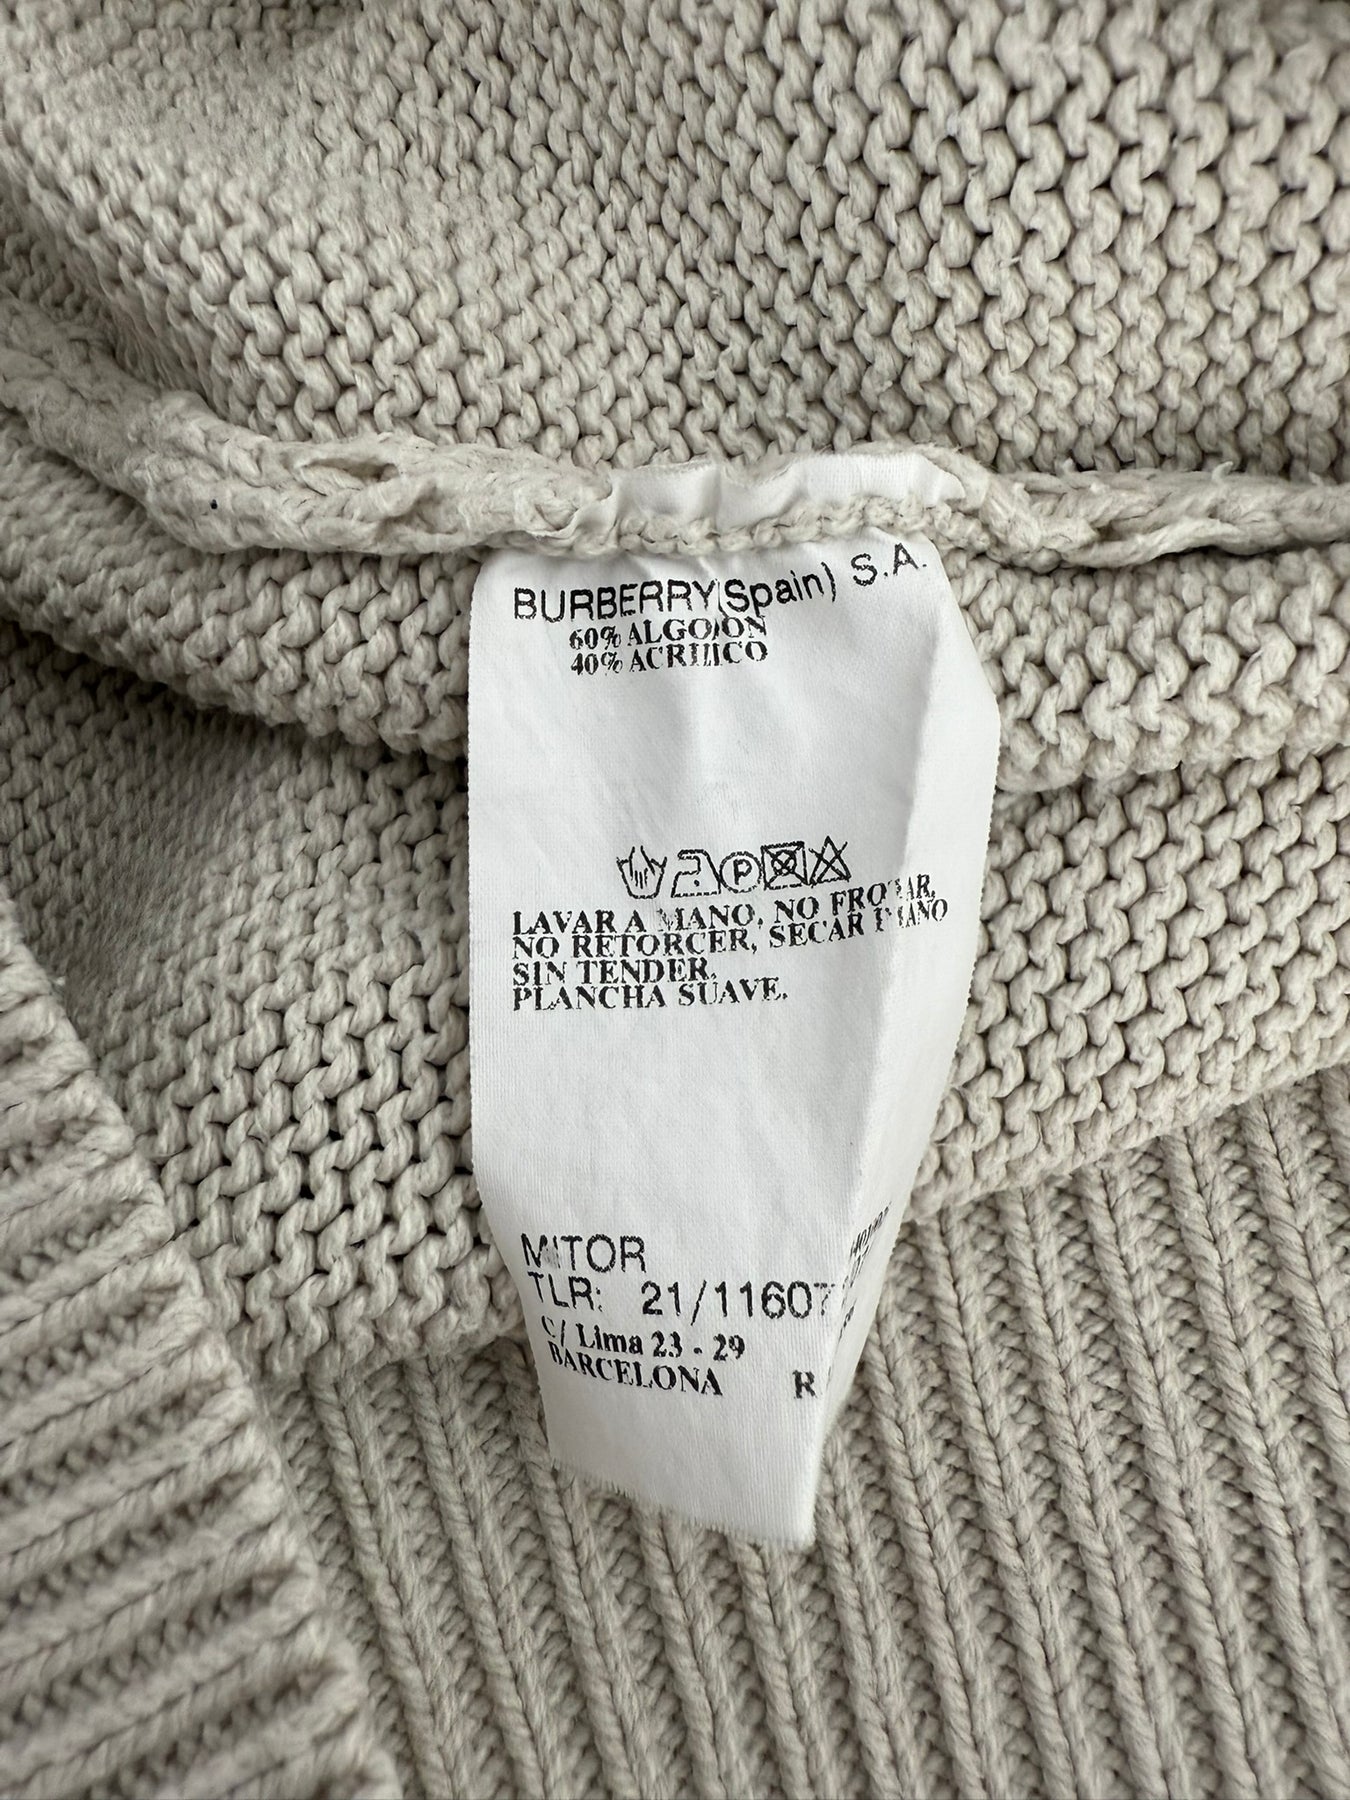 BURBERRY (Spain) S.A.
60% ALGODON
40% ACRILICO
P
LAVAR A MANO, NO FROTAR,
NO RETORCER, SECAR PLANO
SIN TENDER.
PLANCHA SUAVE.
MITOR
TLR: 21/11607
C/ Lima 23 - 29
BARCELONA R